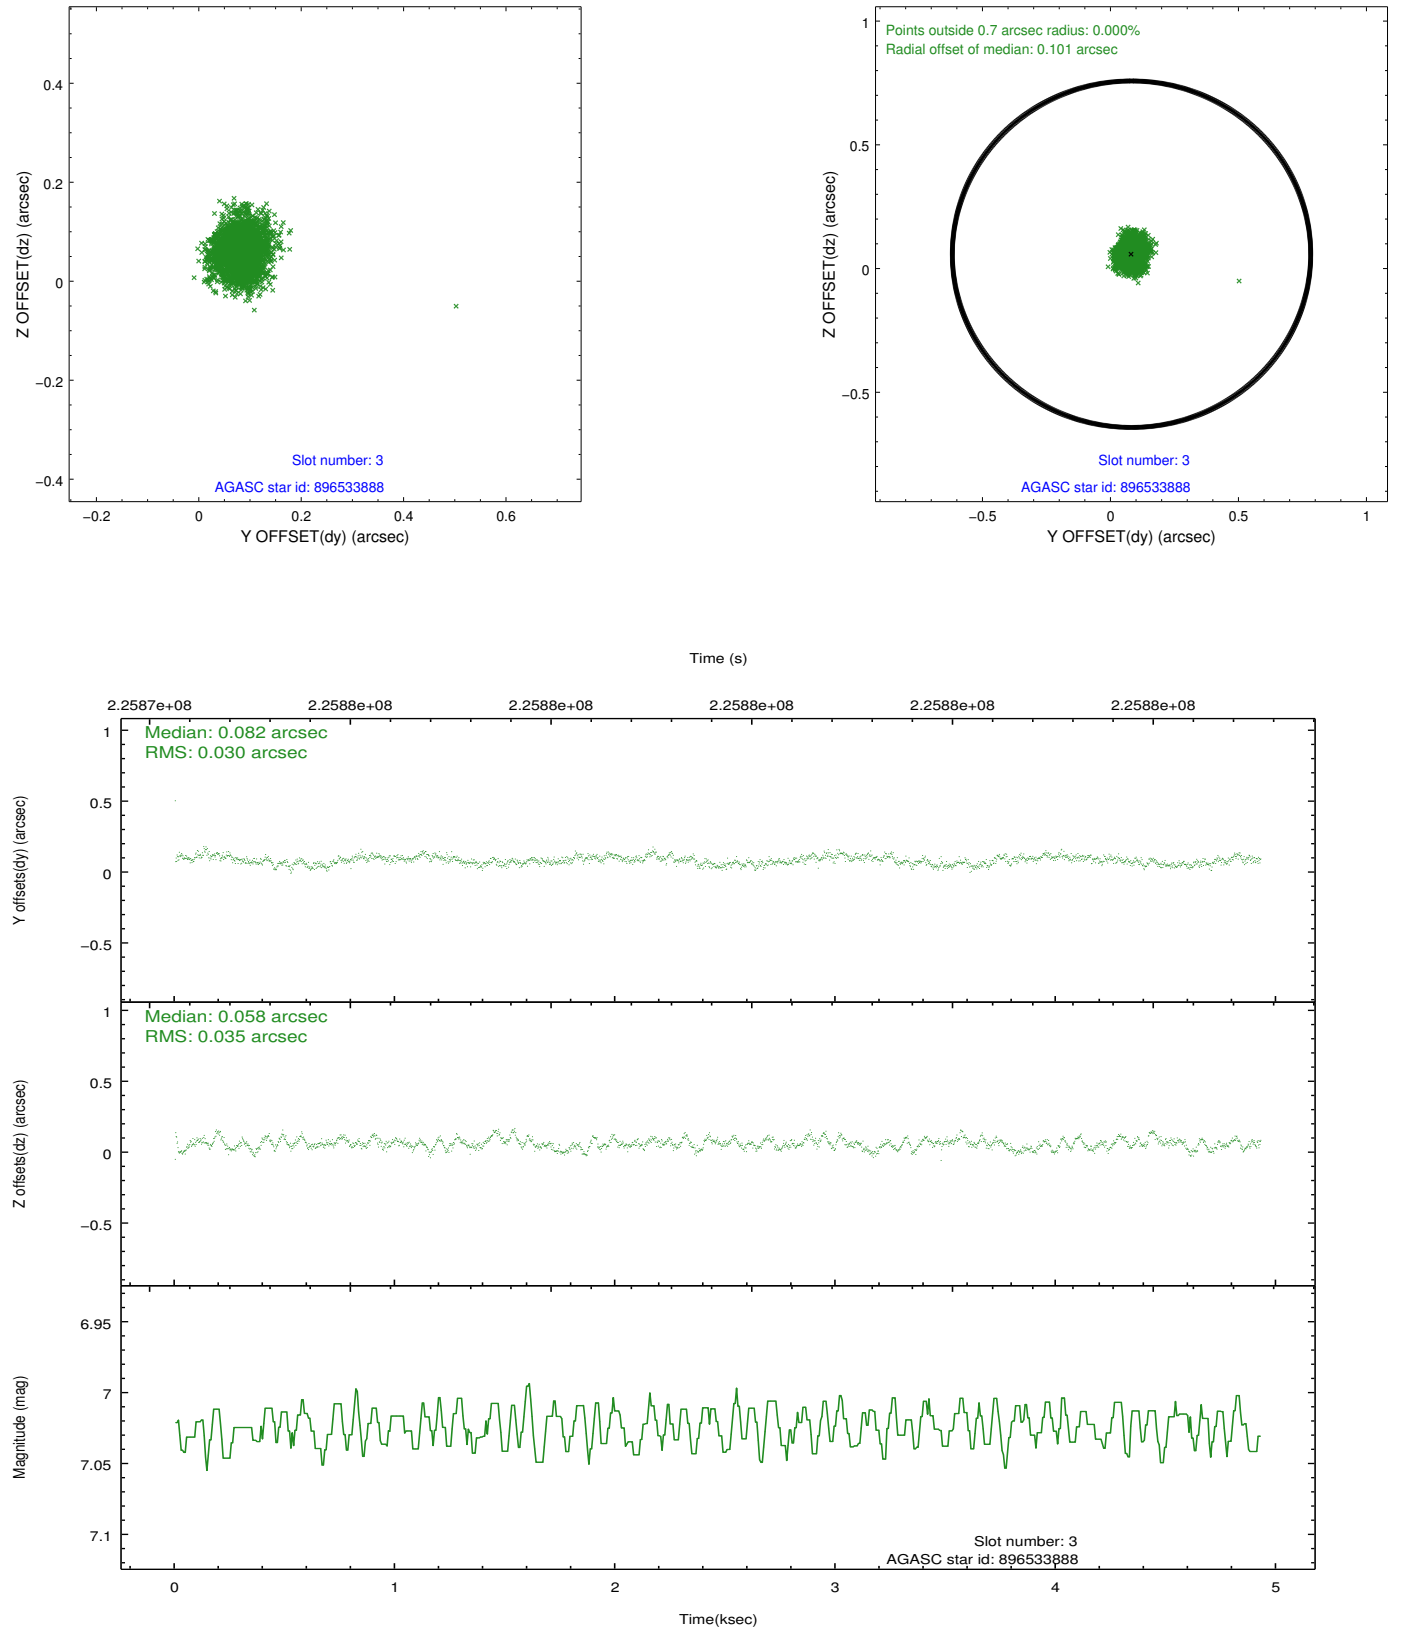 0.4
0.2
0
−0.2
−0.4
Z OFFSET(dz) (arcsec)
Slot number: 3
AGASC star id: 896533888
−0.2 0 0.2 0.4 0.6
Y OFFSET(dy) (arcsec)
Points outside 0.7 arcsec radius: 0.000%
Radial offset of median: 0.101 arcsec
1
0.5
0
−0.5
Z OFFSET(dz) (arcsec)
Slot number: 3
AGASC star id: 896533888
−0.5 0 0.5 1
Y OFFSET(dy) (arcsec)
Time (s)
2.2587e+08 2.2588e+08 2.2588e+08 2.2588e+08 2.2588e+08 2.2588e+08
Median: 0.082 arcsec
RMS: 0.030 arcsec
1
0.5
0
−0.5
Y offsets(dy) (arcsec)
Median: 0.058 arcsec
RMS: 0.035 arcsec
1
0.5
0
−0.5
Z offsets(dz) (arcsec)
6.95
7
7.05
7.1
Magnitude (mag)
Slot number: 3
AGASC star id: 896533888
0 1 2 3 4 5
Time(ksec)